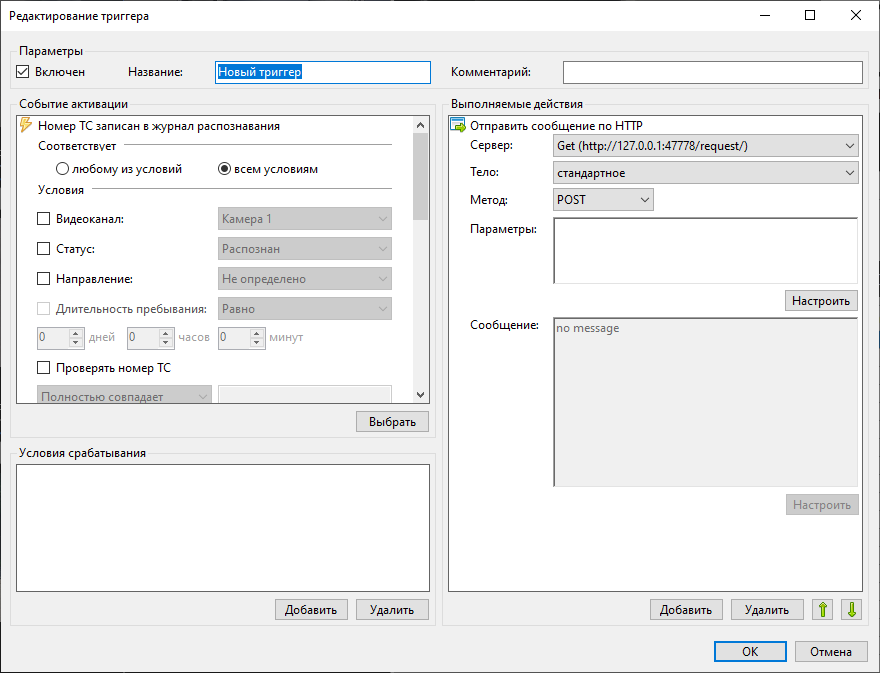 Редактирование триггера
Параметры
Включен
Название:
Новый триггер
Комментарий:
Событие активации
Номер ТС записан в журнал распознавания
Соответствует
любому из условий
всем условиям
Условия
Видеоканал:
Камера 1
Статус:
Распознан
Направление:
Не определено
Длительность пребывания:
Равно
0 дней 0 часов 0 минут
Проверять номер ТС
Полностью совпадает
Выбрать
Условия срабатывания
Добавить
Удалить
Выполняемые действия
Отправить сообщение по HTTP
Сервер:
Get (http://127.0.0.1:47778/request/)
Тело:
стандартное
Метод:
POST
Параметры:
Настроить
Сообщение:
no message
Настроить
Добавить
Удалить
ОК
Отмена